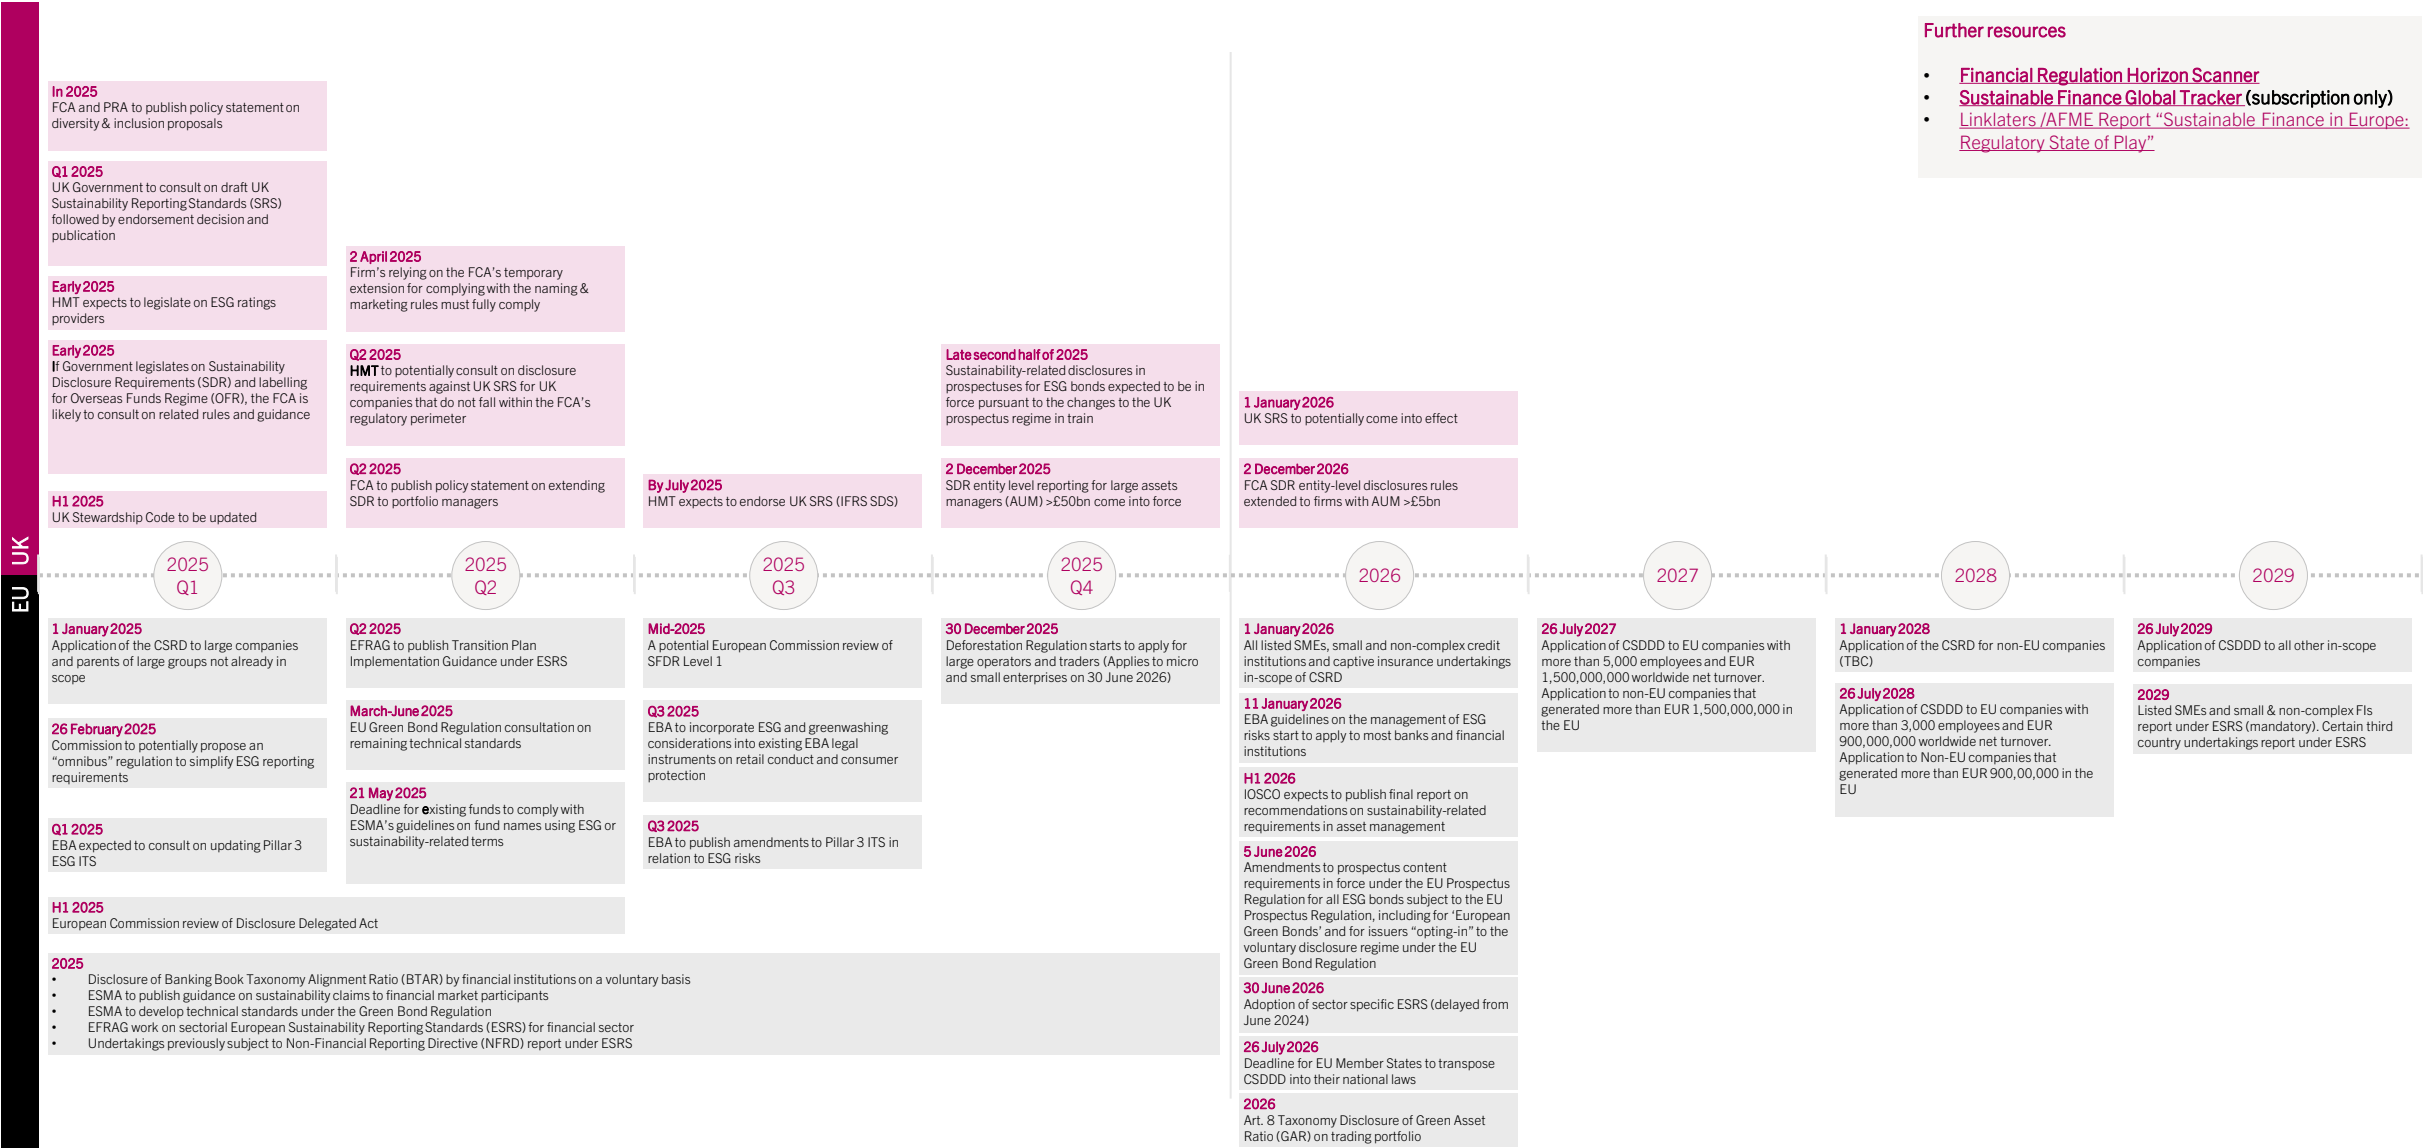 Further resources
• Financial Regulation Horizon Scanner
• Sustainable Finance Global Tracker (subscription only)
• Linklaters /AFME Report “Sustainable Finance in Europe:
Regulatory State of Play”
UK
In 2025
FCA and PRA to publish policy statement on
diversity & inclusion proposals
Q1 2025
UK Government to consult on draft UK
Sustainability Reporting Standards (SRS)
followed by endorsement decision and
publication
Early 2025
HMT expects to legislate on ESG ratings
providers
Early 2025
If Government legislates on Sustainability
Disclosure Requirements (SDR) and labelling
for Overseas Funds Regime (OFR), the FCA is
likely to consult on related rules and guidance
H1 2025
UK Stewardship Code to be updated
2 April 2025
Firm’s relying on the FCA’s temporary
extension for complying with the naming &
marketing rules must fully comply
Q2 2025
HMT to potentially consult on disclosure
requirements against UK SRS for UK
companies that do not fall within the FCA’s
regulatory perimeter
Q2 2025
FCA to publish policy statement on extending
SDR to portfolio managers
By July 2025
HMT expects to endorse UK SRS (IFRS SDS)
Late second half of 2025
Sustainability-related disclosures in
prospectuses for ESG bonds expected to be in
force pursuant to the changes to the UK
prospectus regime in train
2 December 2025
SDR entity level reporting for large assets
managers (AUM) >£50bn come into force
1 January 2026
UK SRS to potentially come into effect
2 December 2026
FCA SDR entity-level disclosures rules
extended to firms with AUM >£5bn
2025
Q1
2025
Q2
2025
Q3
2025
Q4
2026
2027
2028
2029
EU
1 January 2025
Application of the CSRD to large companies
and parents of large groups not already in
scope
26 February 2025
Commission to potentially propose an
“omnibus” regulation to simplify ESG reporting
requirements
Q1 2025
EBA expected to consult on updating Pillar 3
ESG ITS
H1 2025
European Commission review of Disclosure Delegated Act
2025
• Disclosure of Banking Book Taxonomy Alignment Ratio (BTAR) by financial institutions on a voluntary basis
• ESMA to publish guidance on sustainability claims to financial market participants
• ESMA to develop technical standards under the Green Bond Regulation
• EFRAG work on sectorial European Sustainability Reporting Standards (ESRS) for financial sector
• Undertakings previously subject to Non-Financial Reporting Directive (NFRD) report under ESRS
Q2 2025
EFRAG to publish Transition Plan
Implementation Guidance under ESRS
March-June 2025
EU Green Bond Regulation consultation on
remaining technical standards
21 May 2025
Deadline for existing funds to comply with
ESMA’s guidelines on fund names using ESG or
sustainability-related terms
Mid-2025
A potential European Commission review of
SFDR Level 1
Q3 2025
EBA to incorporate ESG and greenwashing
considerations into existing EBA legal
instruments on retail conduct and consumer
protection
Q3 2025
EBA to publish amendments to Pillar 3 ITS in
relation to ESG risks
30 December 2025
Deforestation Regulation starts to apply for
large operators and traders (Applies to micro
and small enterprises on 30 June 2026)
1 January 2026
All listed SMEs, small and non-complex credit
institutions and captive insurance undertakings
in-scope of CSRD
11 January 2026
EBA guidelines on the management of ESG
risks start to apply to most banks and financial
institutions
H1 2026
IOSCO expects to publish final report on
recommendations on sustainability-related
requirements in asset management
5 June 2026
Amendments to prospectus content
requirements in force under the EU Prospectus
Regulation for all ESG bonds subject to the EU
Prospectus Regulation, including for ‘European
Green Bonds’ and for issuers “opting-in” to the
voluntary disclosure regime under the EU
Green Bond Regulation
30 June 2026
Adoption of sector specific ESRS (delayed from
June 2024)
26 July 2026
Deadline for EU Member States to transpose
CSDDD into their national laws
2026
Art. 8 Taxonomy Disclosure of Green Asset
Ratio (GAR) on trading portfolio
26 July 2027
Application of CSDDD to EU companies with
more than 5,000 employees and EUR
1,500,000,000 worldwide net turnover.
Application to non-EU companies that
generated more than EUR 1,500,000,000 in
the EU
1 January 2028
Application of the CSRD for non-EU companies
(TBC)
26 July 2028
Application of CSDDD to EU companies with
more than 3,000 employees and EUR
900,000,000 worldwide net turnover.
Application to Non-EU companies that
generated more than EUR 900,00,000 in the
EU
26 July 2029
Application of CSDDD to all other in-scope
companies
2029
Listed SMEs and small & non-complex FIs
report under ESRS (mandatory). Certain third
country undertakings report under ESRS